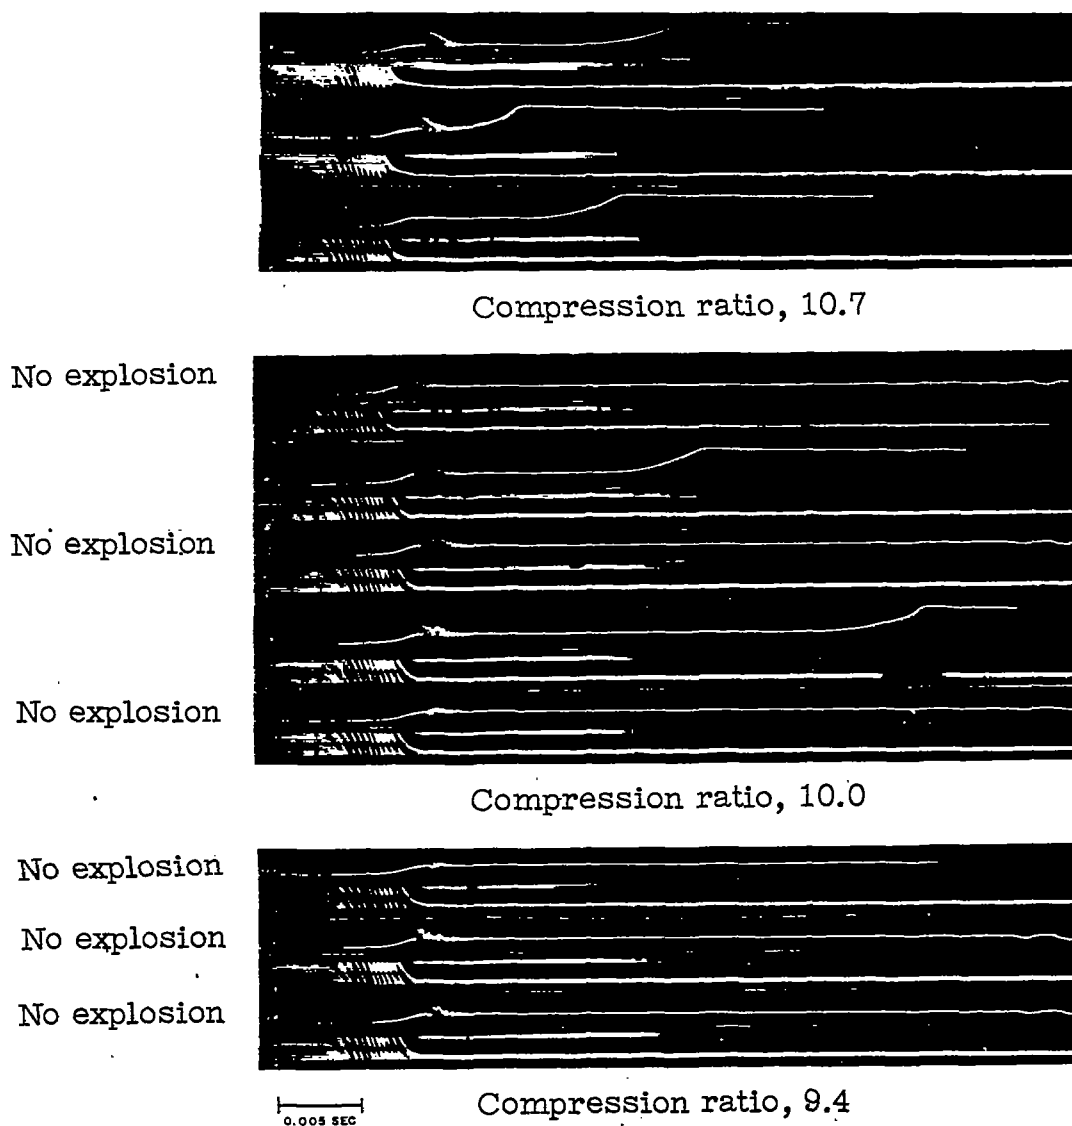 Compression ratio, 10.7
No explosion
No explosion
No explosion
Compression ratio, 10.0
No explosion
No explosion
No explosion
0.005 SEC
Compression ratio, 9.4